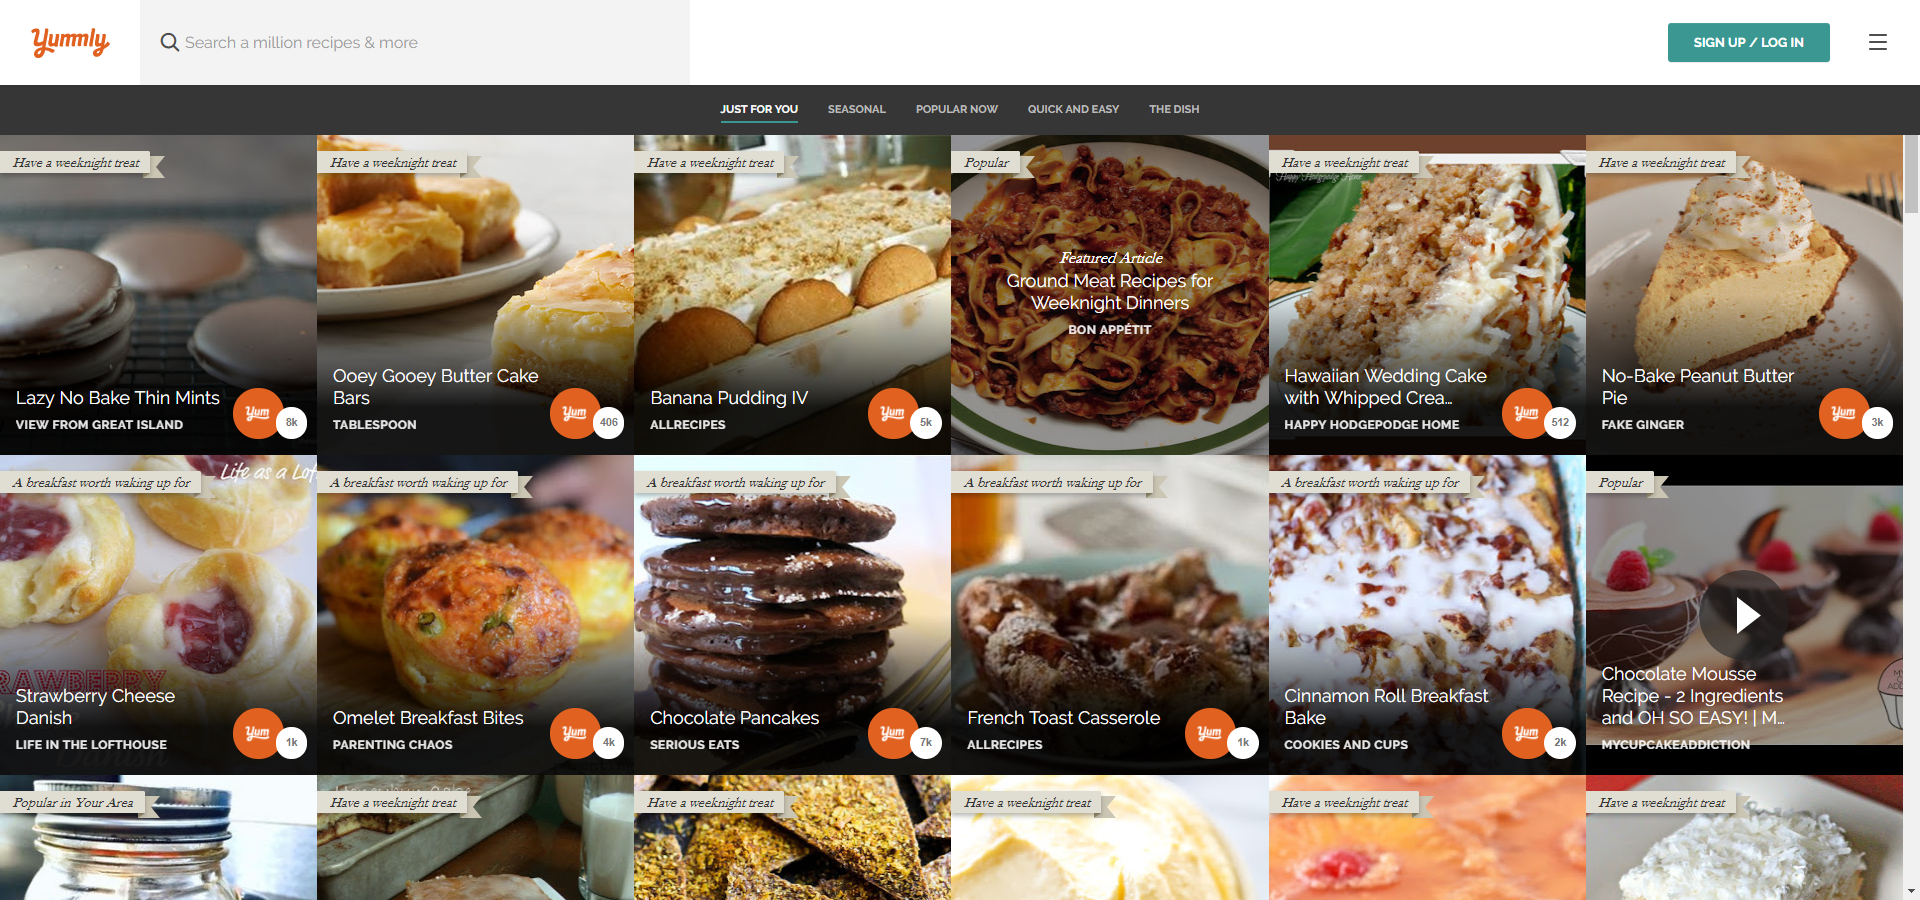 Yummly
Search a million recipes & more
SIGN UP / LOG IN
JUST FOR YOU
SEASONAL
POPULAR NOW
QUICK AND EASY
THE DISH
Have a weeknight treat
Lazy No Bake Thin Mints
VIEW FROM GREAT ISLAND
Yum
8k
Have a weeknight treat
Ooey Gooey Butter Cake
Bars
TABLESPOON
Yum
406
Have a weeknight treat
Banana Pudding IV
ALLRECIPES
Yum
5k
Popular
Featured Article
Ground Meat Recipes for
Weeknight Dinners
BON APPÉTIT
Have a weeknight treat
Happy Hodgepodge Home
Hawaiian Wedding Cake
with Whipped Crea...
HAPPY HODGEPODGE HOME
Yum
512
Have a weeknight treat
No-Bake Peanut Butter
Pie
FAKE GINGER
Yum
3k
A breakfast worth waking up for
Life as a Lof
RAWBERRY
Strawberry Cheese
Danish
LIFE IN THE LOFTHOUSE
Danish
Yum
1k
A breakfast worth waking up for
Omelet Breakfast Bites
PARENTING CHAOS
Yum
4k
A breakfast worth waking up for
Chocolate Pancakes
SERIOUS EATS
Yum
7k
A breakfast worth waking up for
French Toast Casserole
ALLRECIPES
Yum
1k
A breakfast worth waking up for
Cinnamon Roll Breakfast
Bake
COOKIES AND CUPS
Yum
2k
Popular
Chocolate Mousse
Recipe - 2 Ingredients
and OH SO EASY! | M...
MYCUPCAKEADDICTION
Popular in Your Area
Have a weeknight treat
Have a weeknight treat
Have a weeknight treat
Have a weeknight treat
Have a weeknight treat